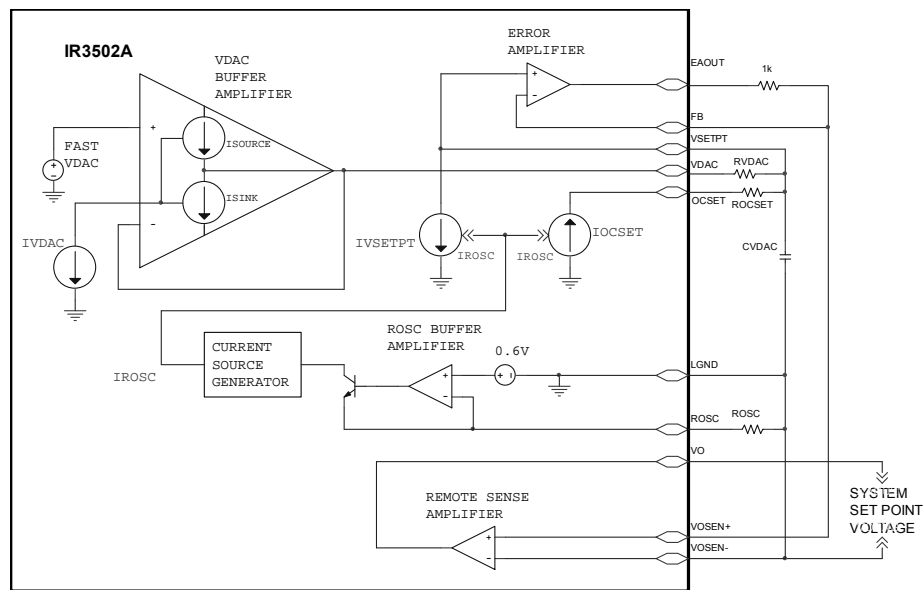 IR3502A
VDAC
BUFFER
AMPLIFIER
ERROR
AMPLIFIER
EAOUT
1k
+
-
FB
VSETPT
FAST
VDAC
+
-
+
-
ISOURCE
ISINK
VDAC
RVDAC
OCSET
ROCSET
IVDAC
IVSETPT
IROSC
IROSC
IOCSET
CVDAC
ROSC BUFFER
AMPLIFIER
0.6V
CURRENT
SOURCE
GENERATOR
IROSC
+
-
+
-
LGND
ROSC
ROSC
VO
REMOTE SENSE
AMPLIFIER
+
-
VOSEN+
VOSEN-
SYSTEM
SET POINT
VOLTAGE